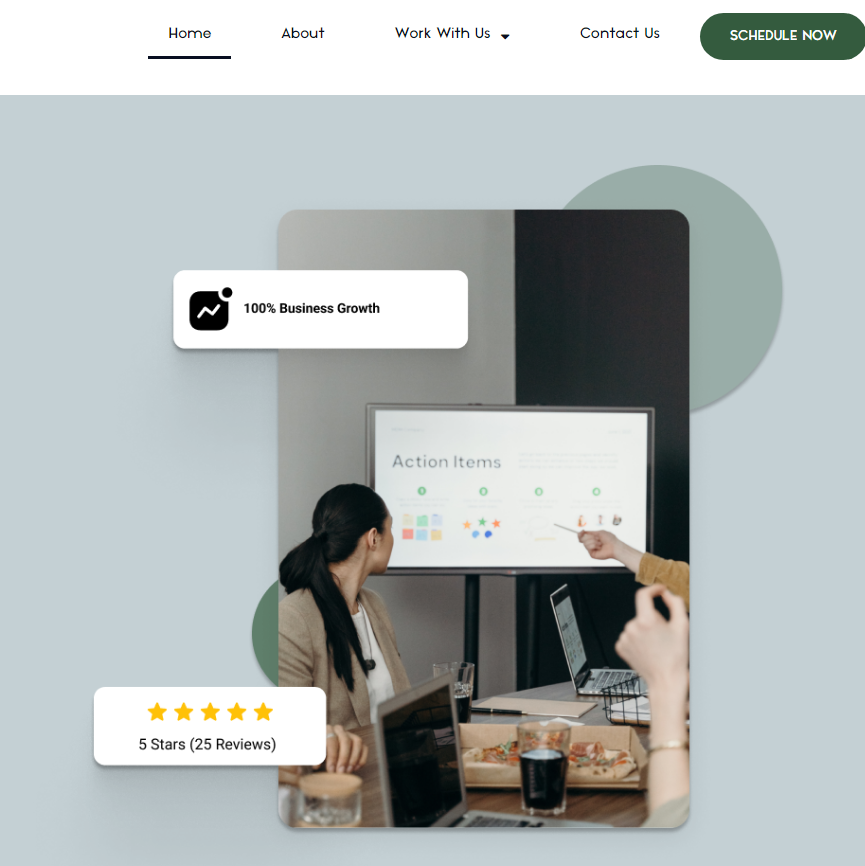 Home
About
Work With Us
Contact Us
SCHEDULE NOW
100% Business Growth
Action Items
5 Stars (25 Reviews)